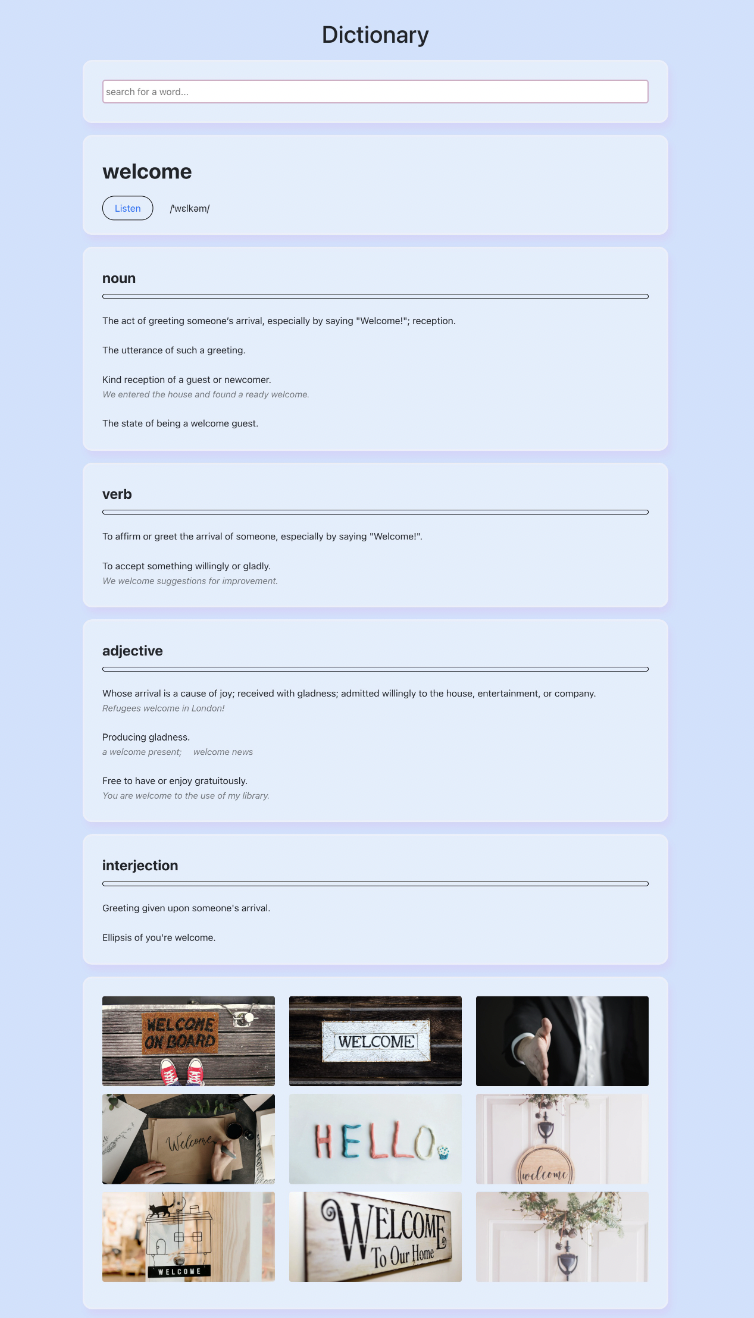 Dictionary
search for a word...
welcome
Listen /ˈwɛlkəm/
noun
The act of greeting someone’s arrival, especially by saying "Welcome!"; reception.
The utterance of such a greeting.
Kind reception of a guest or newcomer.
We entered the house and found a ready welcome.
The state of being a welcome guest.
verb
To affirm or greet the arrival of someone, especially by saying "Welcome!".
To accept something willingly or gladly.
We welcome suggestions for improvement.
adjective
Whose arrival is a cause of joy; received with gladness; admitted willingly to the house, entertainment, or company.
Refugees welcome in London!
Producing gladness.
a welcome present; welcome news
Free to have or enjoy gratuitously.
You are welcome to the use of my library.
interjection
Greeting given upon someone's arrival.
Ellipsis of you're welcome.
WELCOME
ON BOARD
WELCOME
Welcome
HELLO
welcome
WELCOME
WELCOME
To Our Home